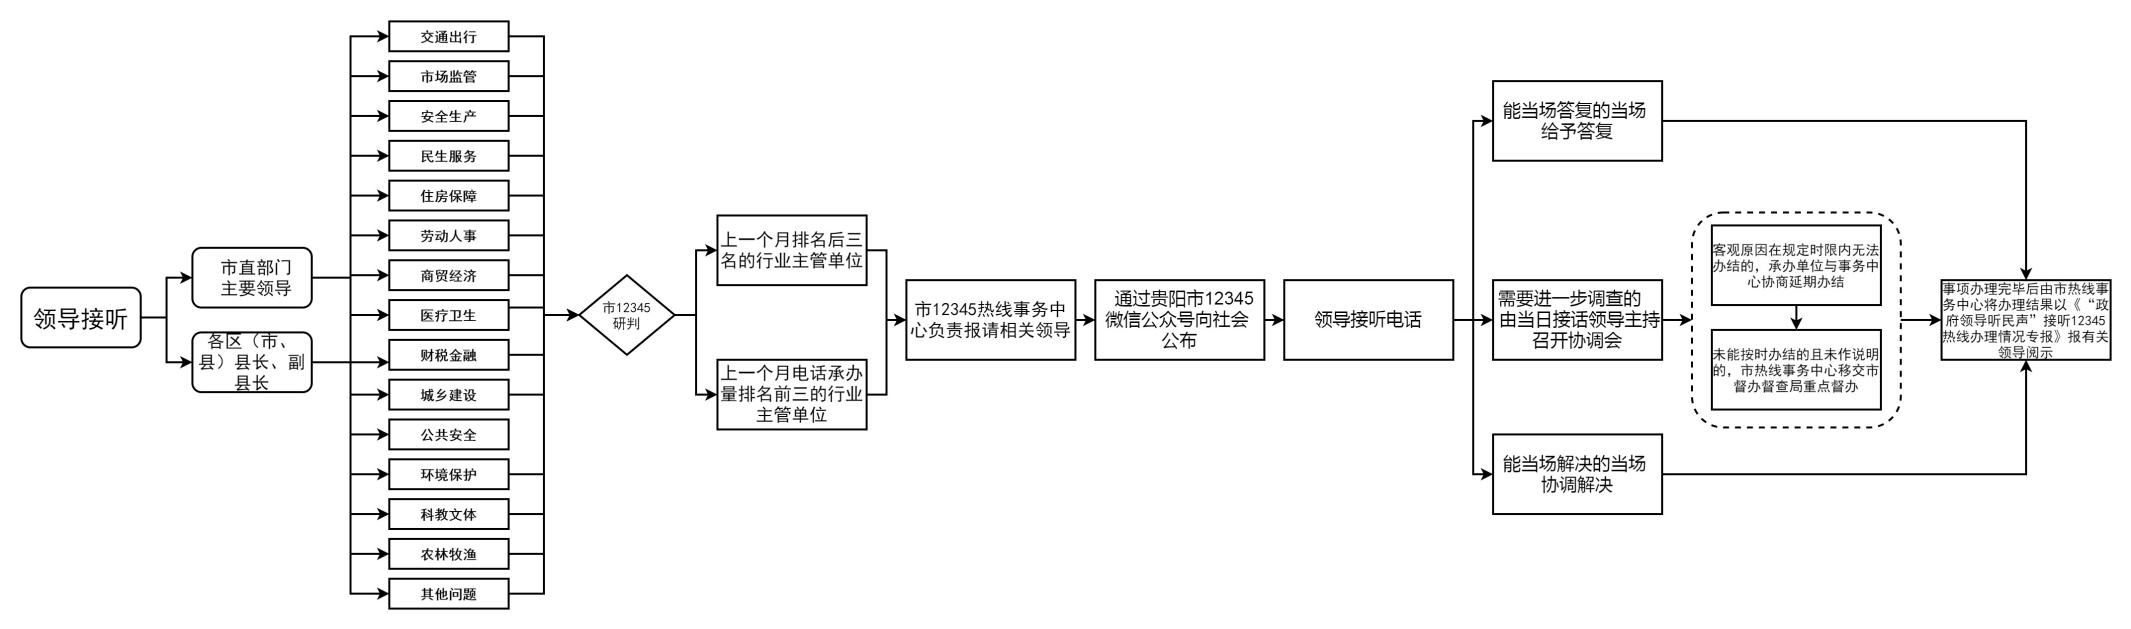 领导接听
市直部门
主要领导
各区（市、
县）县长、副
县长
交通出行
市场监管
安全生产
民生服务
住房保障
劳动人事
商贸经济
医疗卫生
财税金融
城乡建设
公共安全
环境保护
科教文体
农林牧渔
其他问题
市12345
研判
上一个月排名后三
名的行业主管单位
上一个月电话承办
量排名前三的行业
主管单位
市12345热线事务中
心负责报请相关领导
通过贵阳市12345
微信公众号向社会
公布
领导接听电话
能当场答复的当场
给予答复
需要进一步调查的
由当日接话领导主持
召开协调会
能当场解决的当场
协调解决
客观原因在规定时限内无法
办结的，承办单位与事务中
心协商延期办结
未能按时办结的且未作说明
的，市热线事务中心移交市
督办督查局重点督办
事项办理完毕后由市热线事
务中心将办理结果以《“政
府领导听民声”接听12345
热线办理情况专报》报有关
领导阅示